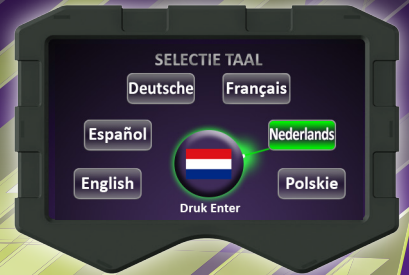 SELECTIE TAAL
Deutsche Français
Español Nederlands
English Polskie
Druk Enter